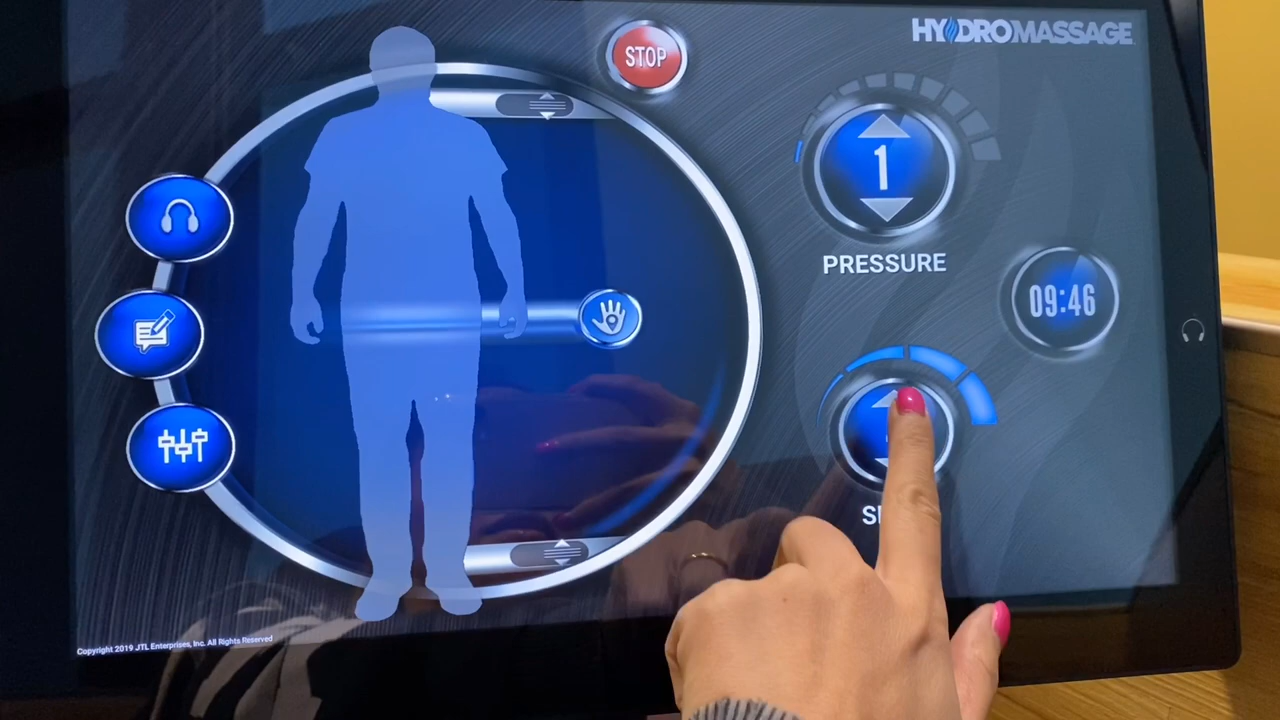 HYDROMASSAGE
STOP
1
PRESSURE
09:46
Copyright 2019 JTL Enterprises, Inc. All Rights Reserved